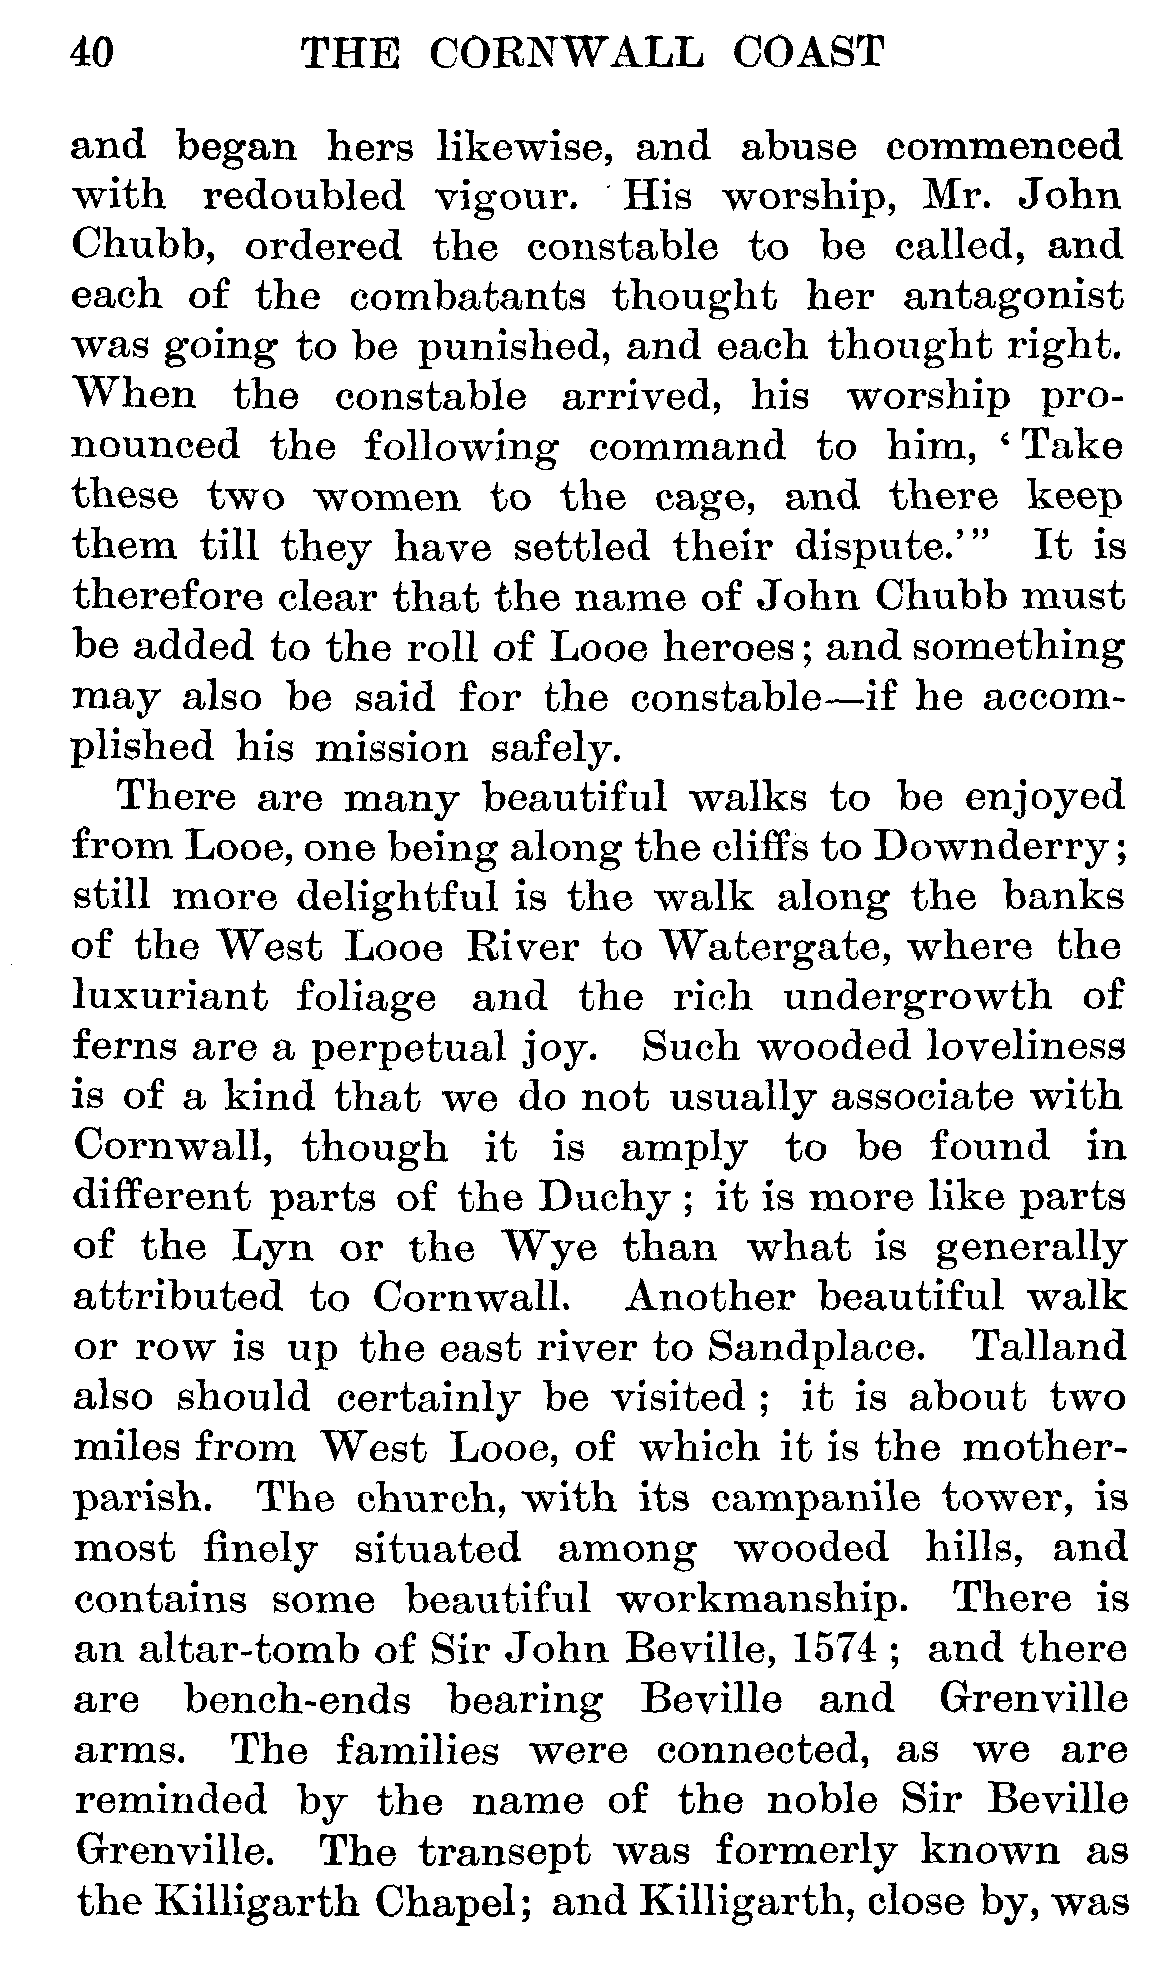 40 THE CORNWALL COAST
and began hers likewise, and abuse commenced
with redoubled vigour. His worship, Mr. John
Chubb, ordered the constable to be called, and
each of the combatants thought her antagonist
was going to be punished, and each thought right.
When the constable arrived, his worship pro-
nounced the following command to him, ‘Take
these two women to the cage, and there keep
them till they have settled their dispute.’” It is
therefore clear that the name of John Chubb must
be added to the roll of Looe heroes; and something
may also be said for the constable—if he accom-
plished his mission safely.
There are many beautiful walks to be enjoyed
from Looe, one being along the cliffs to Downderry;
still more delightful is the walk along the banks
of the West Looe River to Watergate, where the
luxuriant foliage and the rich undergrowth of
ferns are a perpetual joy. Such wooded loveliness
is of a kind that we do not usually associate with
Cornwall, though it is amply to be found in
different parts of the Duchy; it is more like parts
of the Lyn or the Wye than what is generally
attributed to Cornwall. Another beautiful walk
or row is up the east river to Sandplace. Talland
also should certainly be visited; it is about two
miles from West Looe, of which it is the mother-
parish. The church, with its campanile tower, is
most finely situated among wooded hills, and
contains some beautiful workmanship. There is
an altar-tomb of Sir John Beville, 1574; and there
are bench-ends bearing Beville and Grenville
arms. The families were connected, as we are
reminded by the name of the noble Sir Beville
Grenville. The transept was formerly known as
the Killigarth Chapel; and Killigarth, close by, was